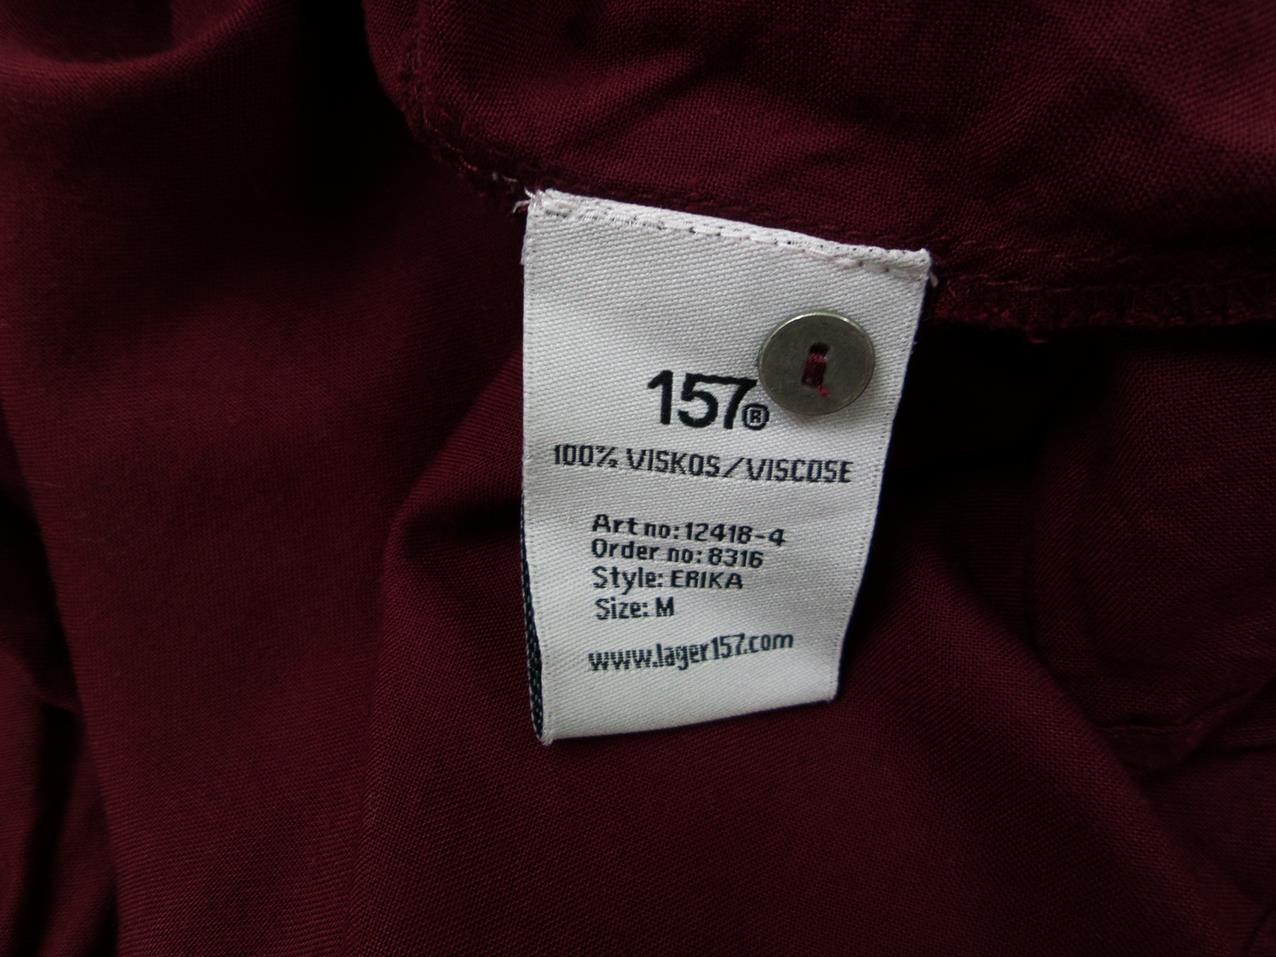 157®
100% VISKOS/VISCOSE
Art no:12418-4
Order no:8316
Style: ERIKA
Size: M
www.lager157.com